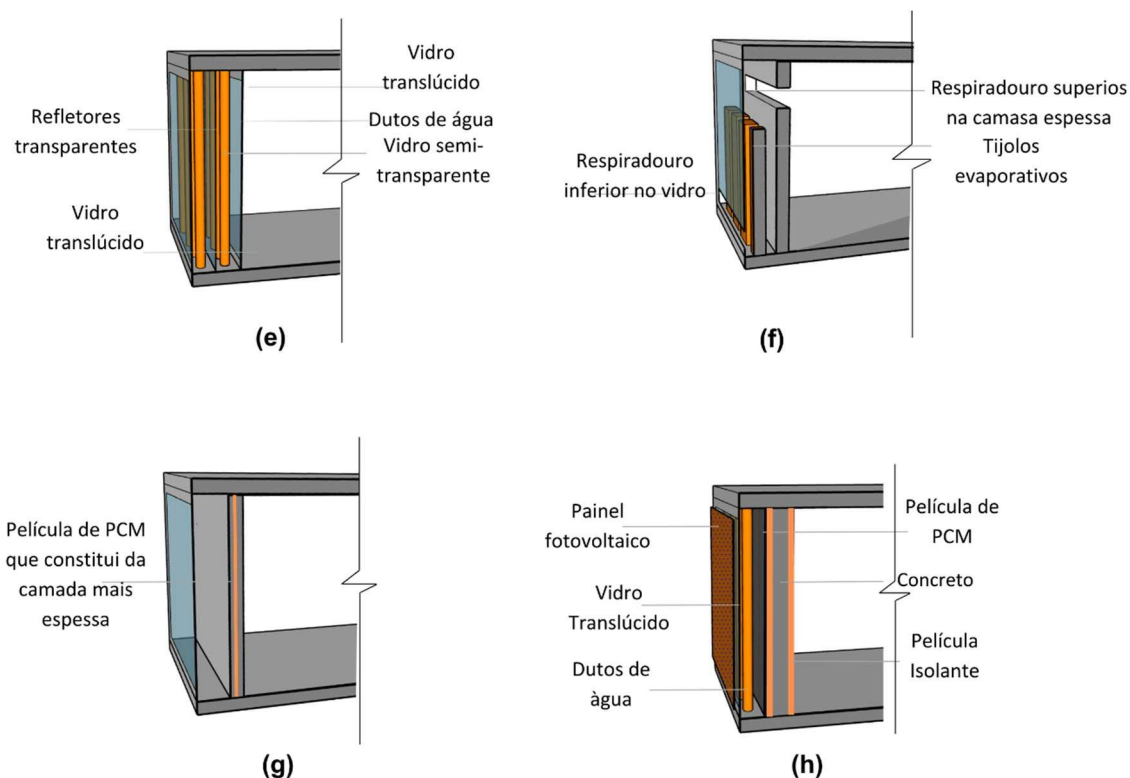 Vidro
translúcido
Refletores
transparentes
Dutos de água
Vidro semi-
transparente
Vidro
translúcido
(e)
Respiradouro superios
na camasa espessa
Tijolos
evaporativos
Respiradouro
inferior no vidro
(f)
Película de PCM
que constitui da
camada mais
espessa
(g)
Painel
fotovoltaico
Vidro
Translúcido
Dutos de
àgua
Película de
PCM
Concreto
Película
Isolante
(h)